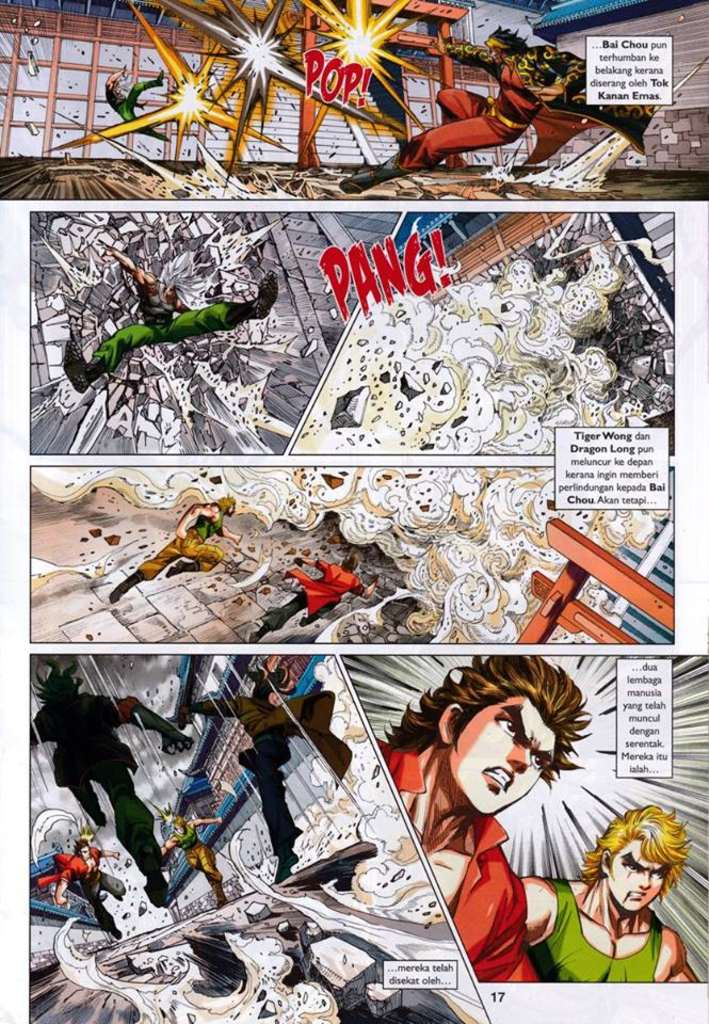 ...Bai Chou pun
terhumban ke
belakang kerana
diserang oleh Tok
Kanan Emas.
POP!
PANG!
Tiger Wong dan
Dragon Long pun
meluncur ke depan
kerana ingin memberi
perlindungan kepada Bai
Chou. Akan tetapi...
...mereka telah
disekat oleh...
...dua
lembaga
manusia
yang telah
muncul
dengan
serentak.
Mereka itu
ialah...
17